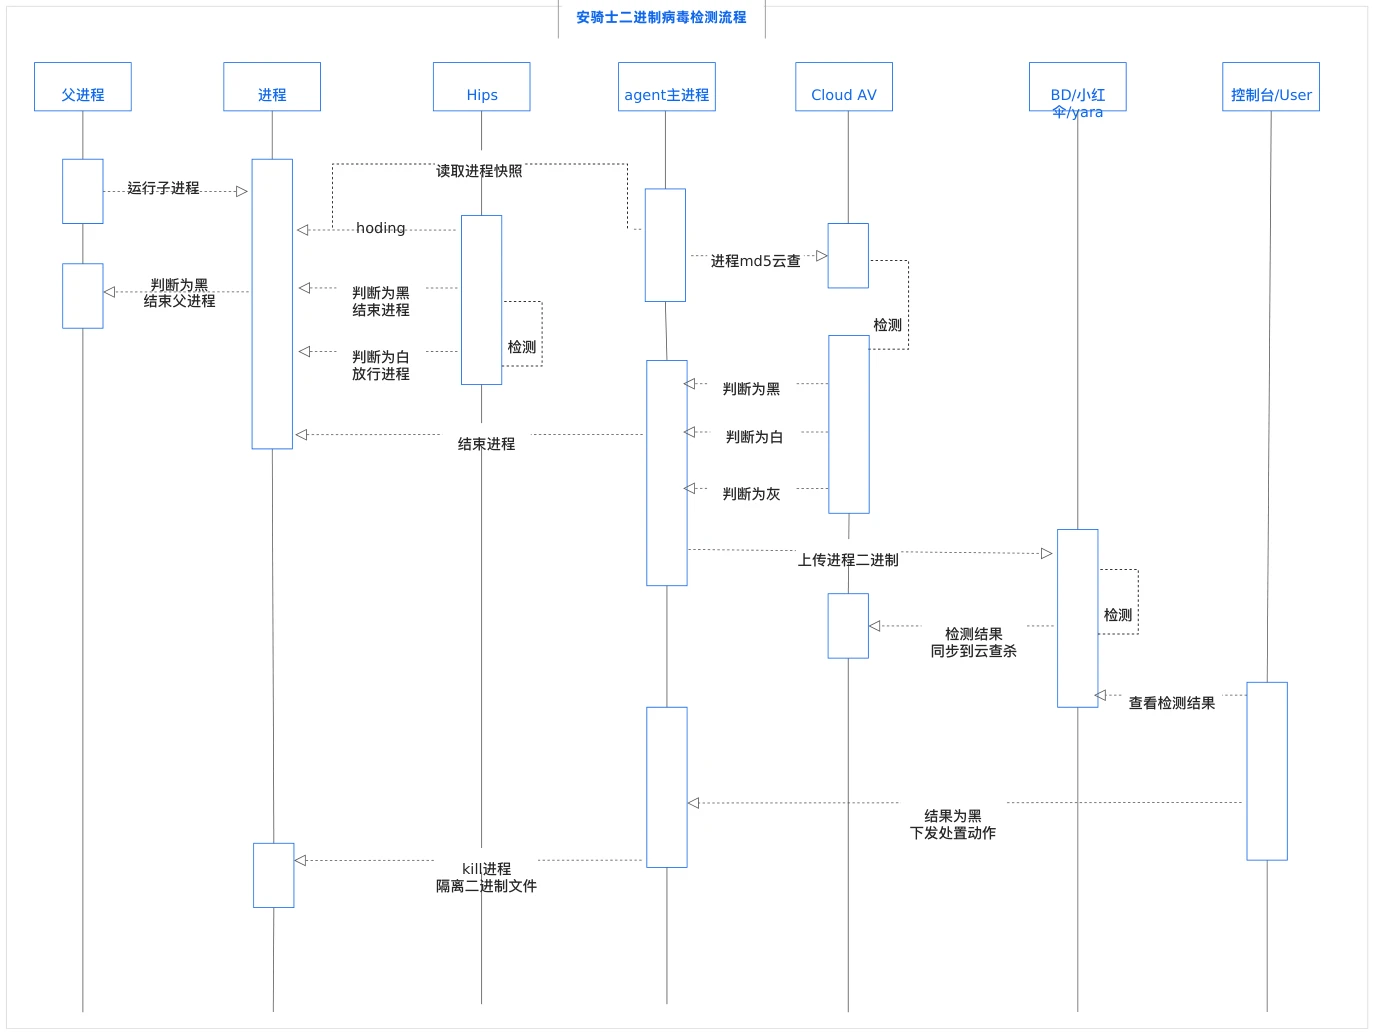 安骑士二进制病毒检测流程
父进程
进程
Hips
agent主进程
Cloud AV
BD/小红
伞/yara
控制台/User
读取进程快照
运行子进程
hoding
进程md5云查
判断为黑
结束父进程
判断为黑
结束进程
检测
检测
判断为白
放行进程
判断为黑
判断为白
结束进程
判断为灰
上传进程二进制
检测
检测结果
同步到云查杀
查看检测结果
结果为黑
下发处置动作
kill进程
隔离二进制文件